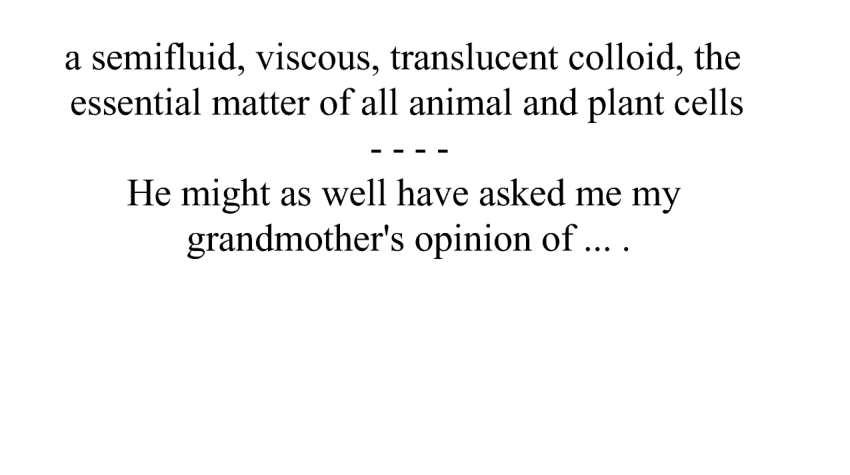 a semifluid, viscous, translucent colloid, the
essential matter of all animal and plant cells
- - - -
He might as well have asked me my
grandmother's opinion of ... .